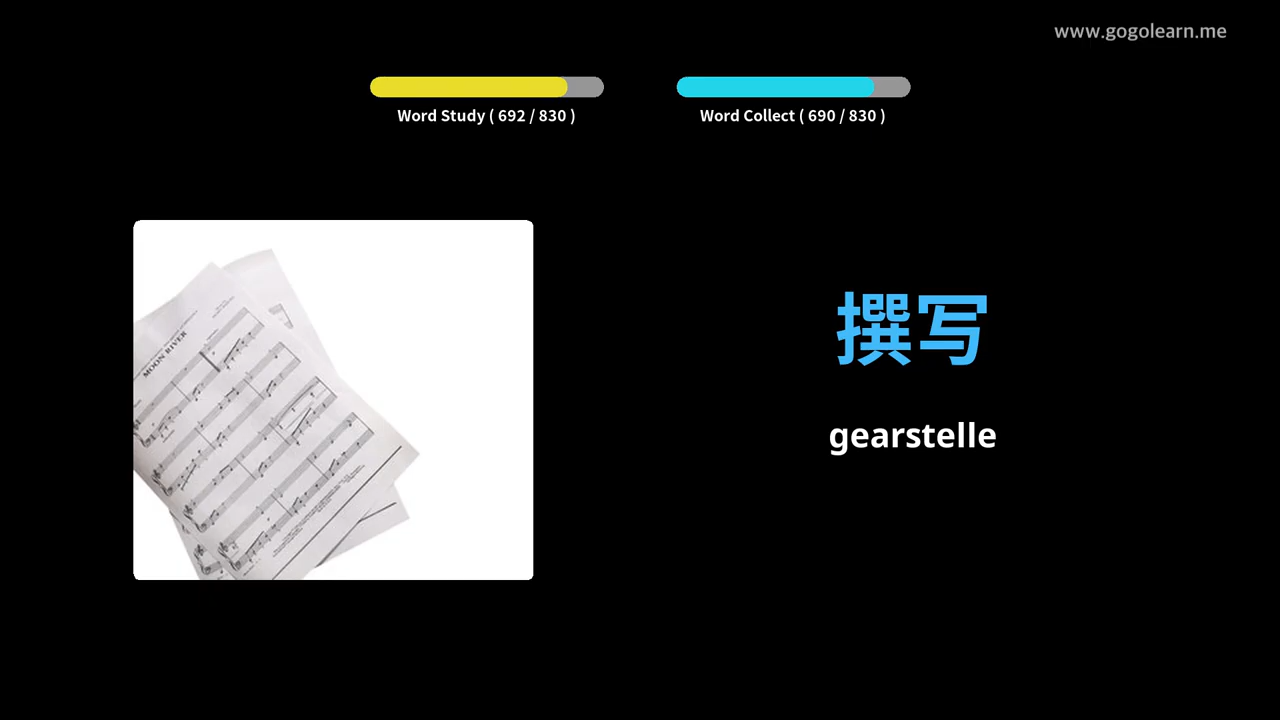 www.gogolearn.me
Word Study ( 692 / 830 )
Word Collect ( 690 / 830 )
MOON RIVER
撰写
gearstelle